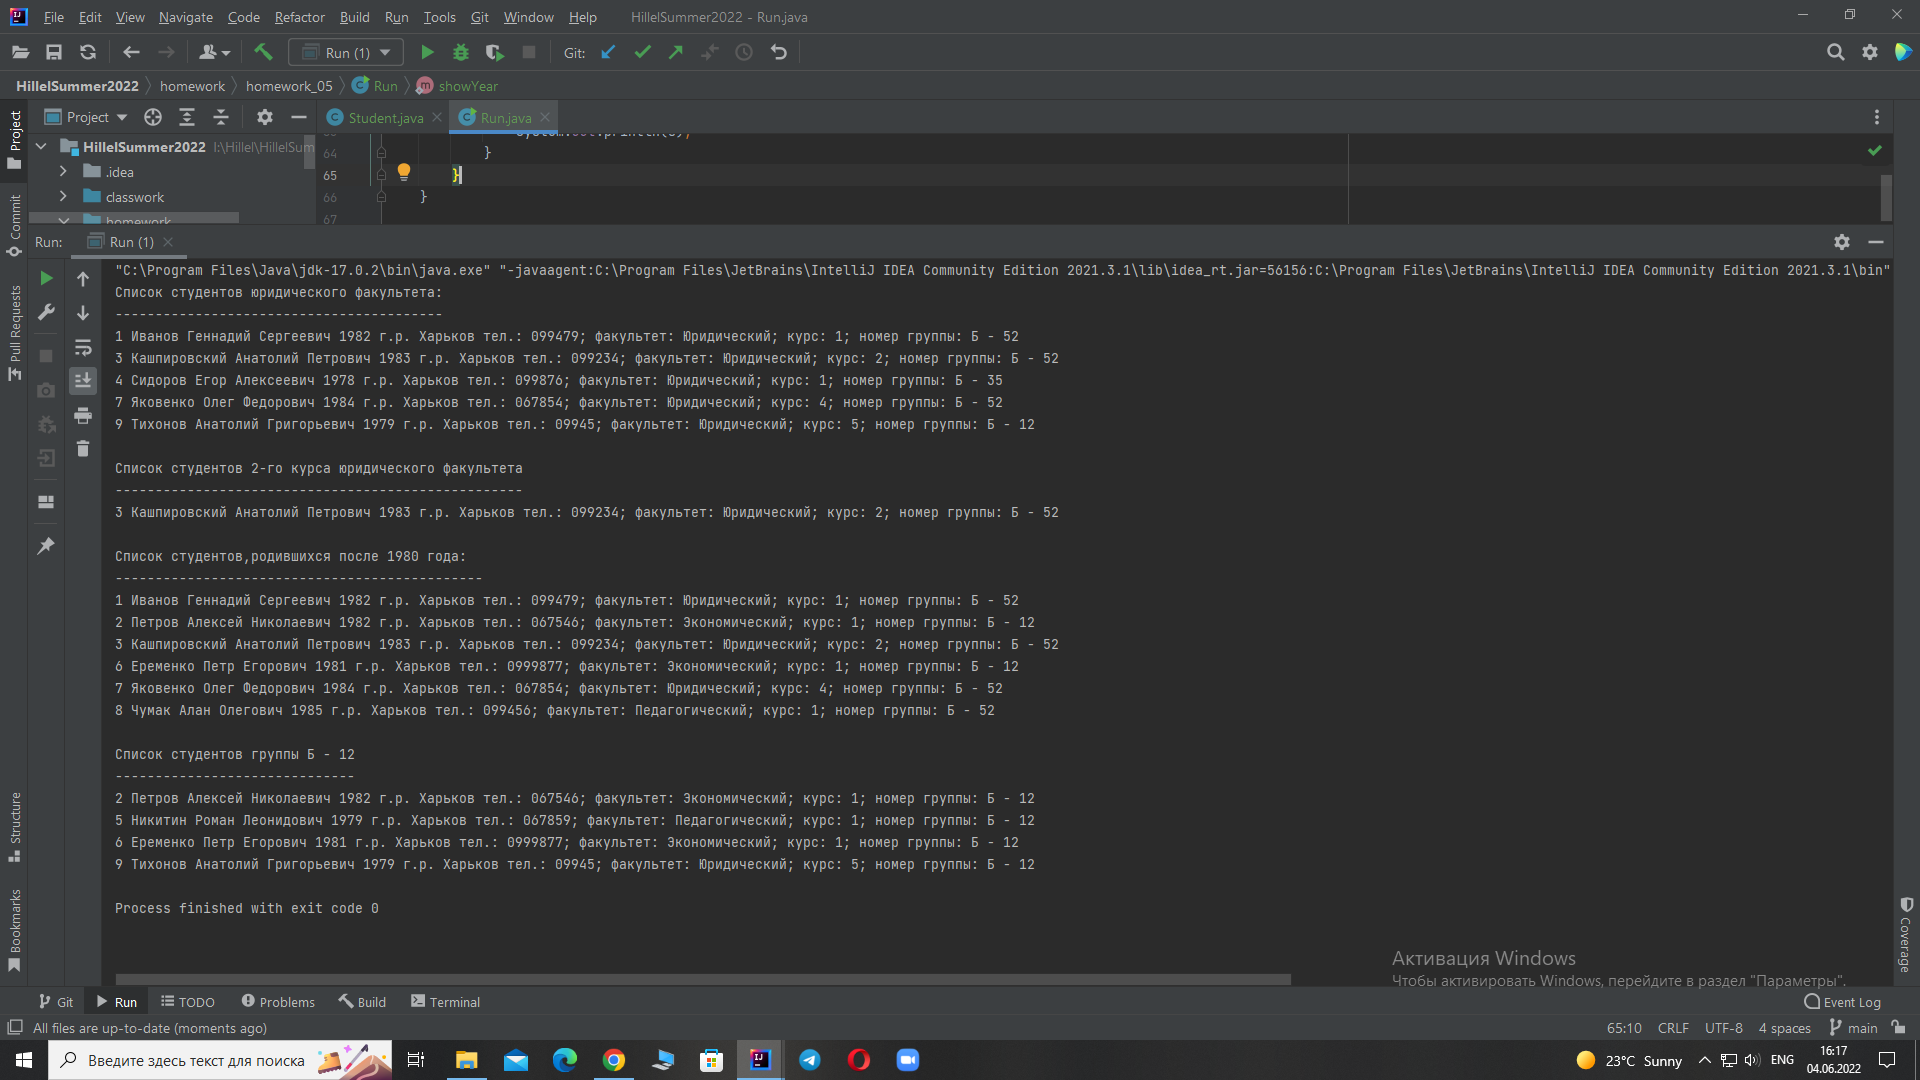 File Edit View Navigate Code Refactor Build Run Tools Git Window Help HillelSummer2022 - Run.java
Run (1) Git:
HillelSummer2022 homework homework_05 Run showYear
Project Student.java Run.java
HillelSummer2022 I:\Hillel\HillelSum
.idea
classwork
homework
64 }
65 }
66 }
67
Run: Run (1)
"C:\Program Files\Java\jdk-17.0.2\bin\java.exe" "-javaagent:C:\Program Files\JetBrains\IntelliJ IDEA Community Edition 2021.3.1\lib\idea_rt.jar=56156:C:\Program Files\JetBrains\IntelliJ IDEA Community Edition 2021.3.1\bin"
Список студентов юридического факультета:
-----------------------------------------
1 Иванов Геннадий Сергеевич 1982 г.р. Харьков тел.: 099479; факультет: Юридический; курс: 1; номер группы: Б - 52
3 Кашпировский Анатолий Петрович 1983 г.р. Харьков тел.: 099234; факультет: Юридический; курс: 2; номер группы: Б - 52
4 Сидоров Егор Алексеевич 1978 г.р. Харьков тел.: 099876; факультет: Юридический; курс: 1; номер группы: Б - 35
7 Яковенко Олег Федорович 1984 г.р. Харьков тел.: 067854; факультет: Юридический; курс: 4; номер группы: Б - 52
9 Тихонов Анатолий Григорьевич 1979 г.р. Харьков тел.: 09945; факультет: Юридический; курс: 5; номер группы: Б - 12
Список студентов 2-го курса юридического факультета
---------------------------------------------------
3 Кашпировский Анатолий Петрович 1983 г.р. Харьков тел.: 099234; факультет: Юридический; курс: 2; номер группы: Б - 52
Список студентов,родившихся после 1980 года:
----------------------------------------------
1 Иванов Геннадий Сергеевич 1982 г.р. Харьков тел.: 099479; факультет: Юридический; курс: 1; номер группы: Б - 52
2 Петров Алексей Николаевич 1982 г.р. Харьков тел.: 067546; факультет: Экономический; курс: 1; номер группы: Б - 12
3 Кашпировский Анатолий Петрович 1983 г.р. Харьков тел.: 099234; факультет: Юридический; курс: 2; номер группы: Б - 52
6 Еременко Петр Егорович 1981 г.р. Харьков тел.: 0999877; факультет: Экономический; курс: 1; номер группы: Б - 12
7 Яковенко Олег Федорович 1984 г.р. Харьков тел.: 067854; факультет: Юридический; курс: 4; номер группы: Б - 52
8 Чумак Алан Олегович 1985 г.р. Харьков тел.: 099456; факультет: Педагогический; курс: 1; номер группы: Б - 52
Список студентов группы Б - 12
------------------------------
2 Петров Алексей Николаевич 1982 г.р. Харьков тел.: 067546; факультет: Экономический; курс: 1; номер группы: Б - 12
5 Никитин Роман Леонидович 1979 г.р. Харьков тел.: 067859; факультет: Педагогический; курс: 1; номер группы: Б - 12
6 Еременко Петр Егорович 1981 г.р. Харьков тел.: 0999877; факультет: Экономический; курс: 1; номер группы: Б - 12
9 Тихонов Анатолий Григорьевич 1979 г.р. Харьков тел.: 09945; факультет: Юридический; курс: 5; номер группы: Б - 12
Process finished with exit code 0
Активация Windows
Чтобы активировать Windows, перейдите в раздел "Параметры".
Project
Commit
Pull Requests
Structure
Bookmarks
Coverage
Git Run TODO Problems Build Terminal Event Log
All files are up-to-date (moments ago) 65:10 CRLF UTF-8 4 spaces main
Введите здесь текст для поиска 23°C Sunny ENG 16:17
04.06.2022